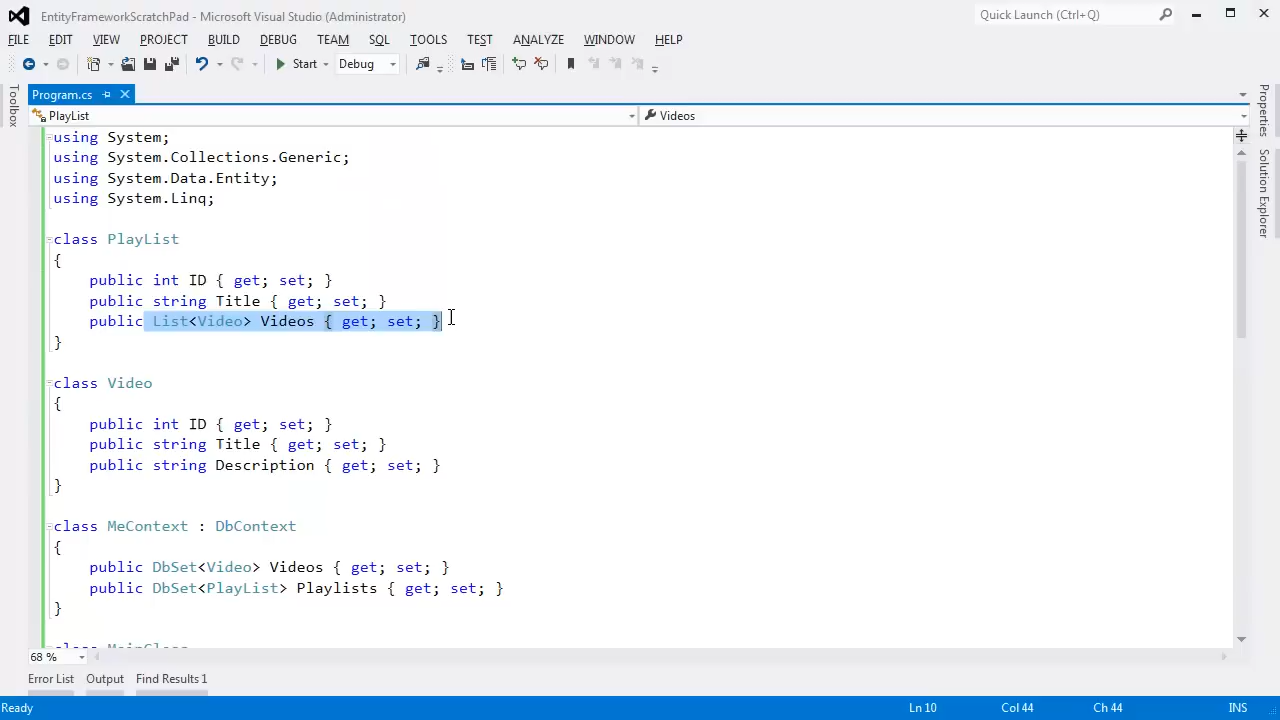 EntityFrameworkScratchPad - Microsoft Visual Studio (Administrator)
Quick Launch (Ctrl+Q)
FILE EDIT VIEW PROJECT BUILD DEBUG TEAM SQL TOOLS TEST ANALYZE WINDOW HELP
Start Debug
Program.cs
PlayList Videos
Toolbox
Properties
Solution Explorer
using System;
using System.Collections.Generic;
using System.Data.Entity;
using System.Linq;
class PlayList
{
public int ID { get; set; }
public string Title { get; set; }
public List<Video> Videos { get; set; }
}
class Video
{
public int ID { get; set; }
public string Title { get; set; }
public string Description { get; set; }
}
class MeContext : DbContext
{
public DbSet<Video> Videos { get; set; }
public DbSet<PlayList> Playlists { get; set; }
}
class MainClass
68 %
Error List Output Find Results 1
Ready Ln 10 Col 44 Ch 44 INS